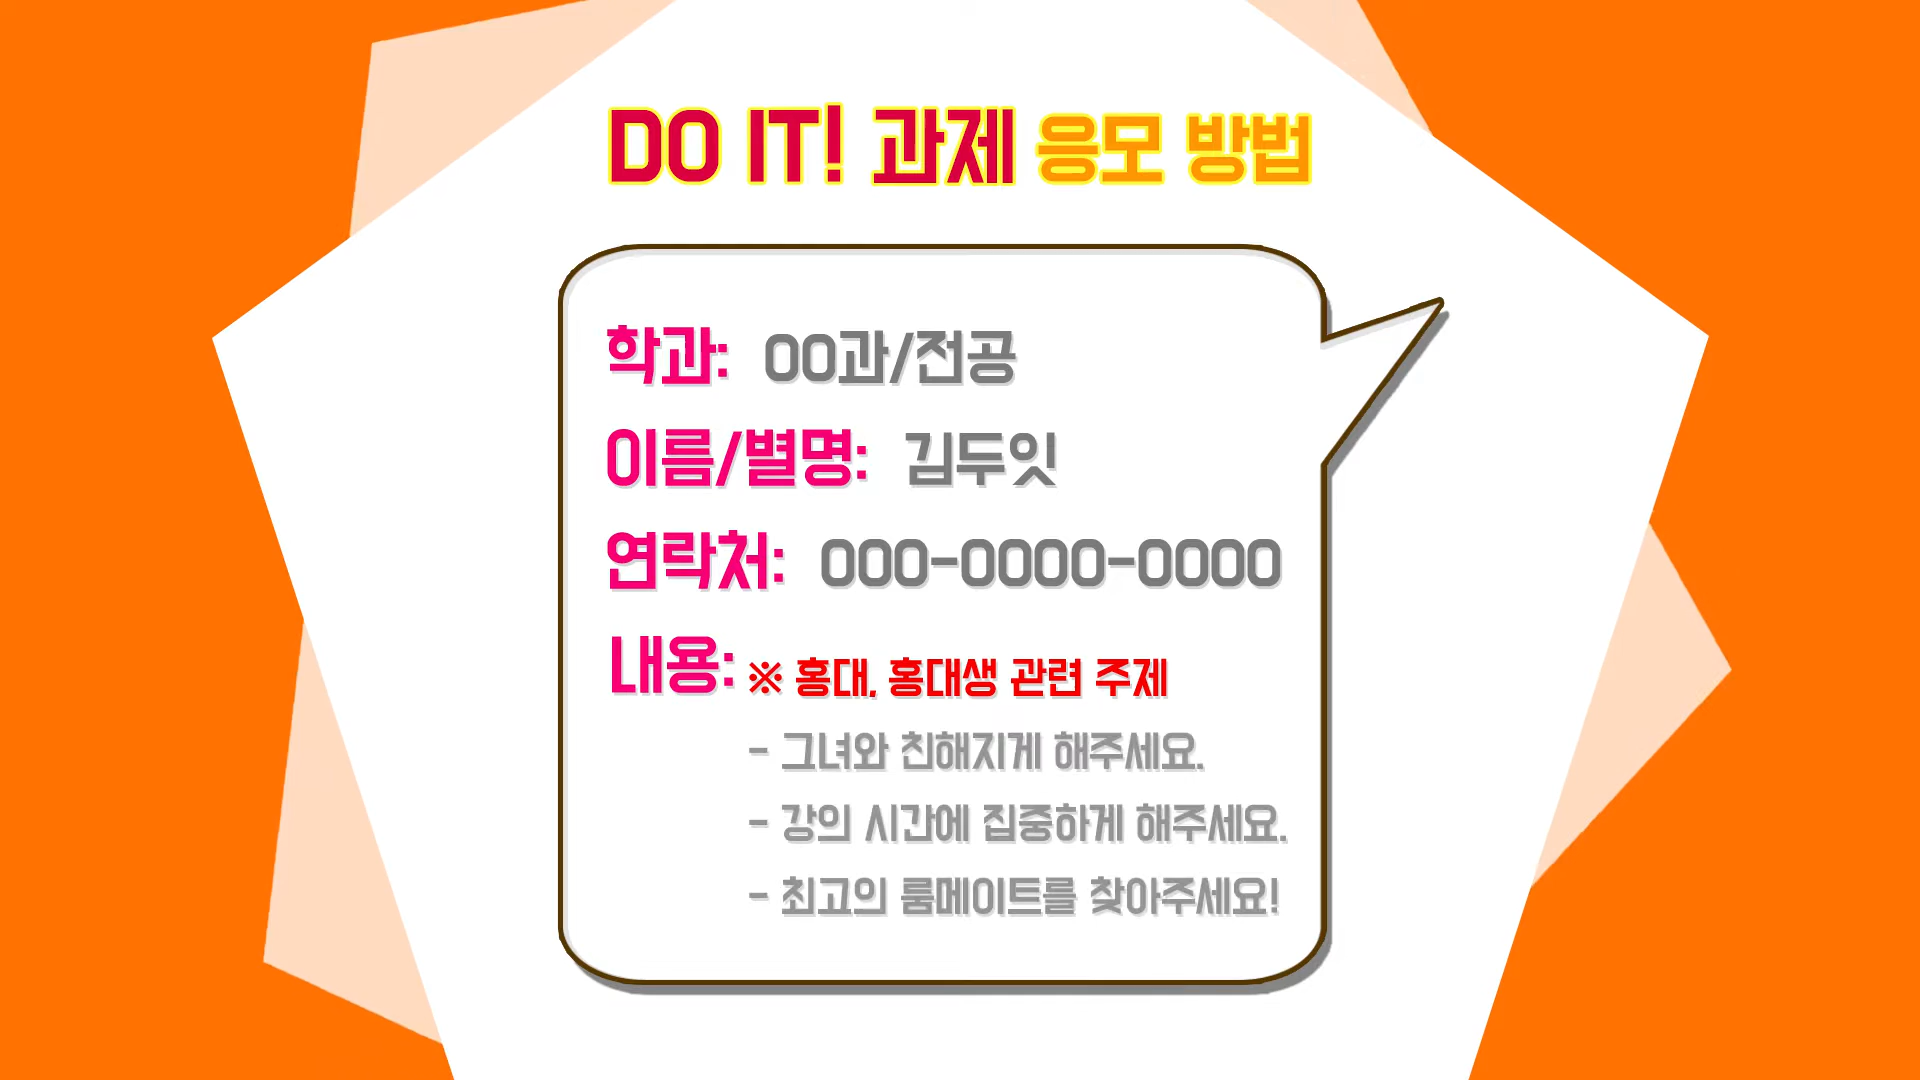 DO IT! 과제 응모 방법
학과: OO과/전공
이름/별명: 김두잇
연락처: 000-0000-0000
내용: ※ 홍대, 홍대생 관련 주제
- 그녀와 친해지게 해주세요.
- 강의 시간에 집중하게 해주세요.
- 최고의 룸메이트를 찾아주세요!